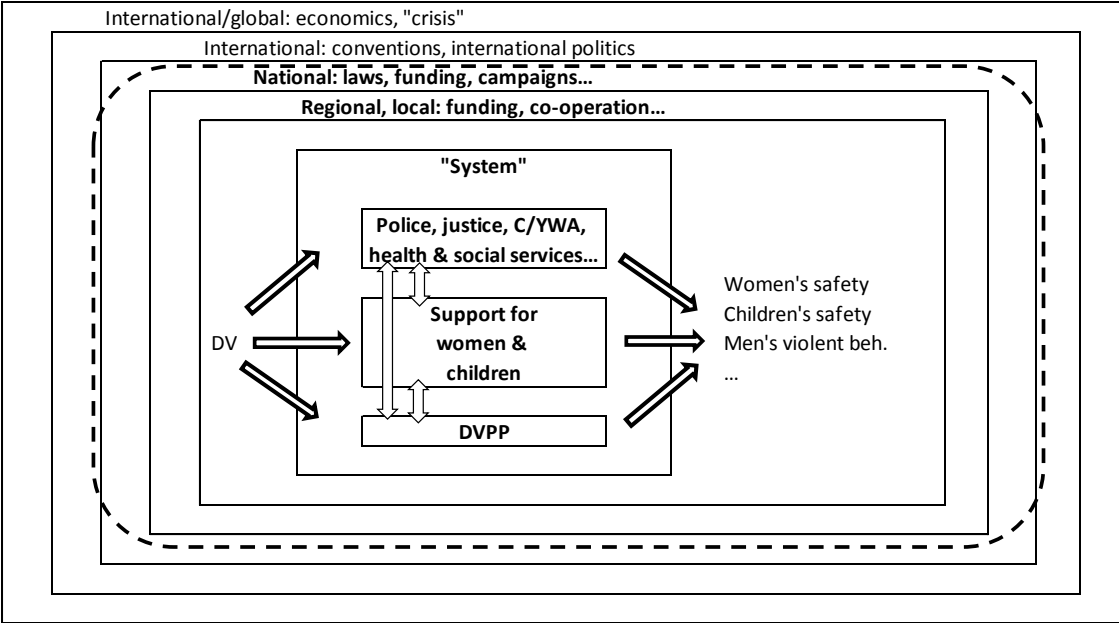 International/global: economics, "crisis"
International: conventions, international politics
National: laws, funding, campaigns…
Regional, local: funding, co-operation…
"System"
Police, justice, C/YWA,
health & social services…
Support for
women &
children
DVPP
DV
Women's safety
Children's safety
Men's violent beh.
…